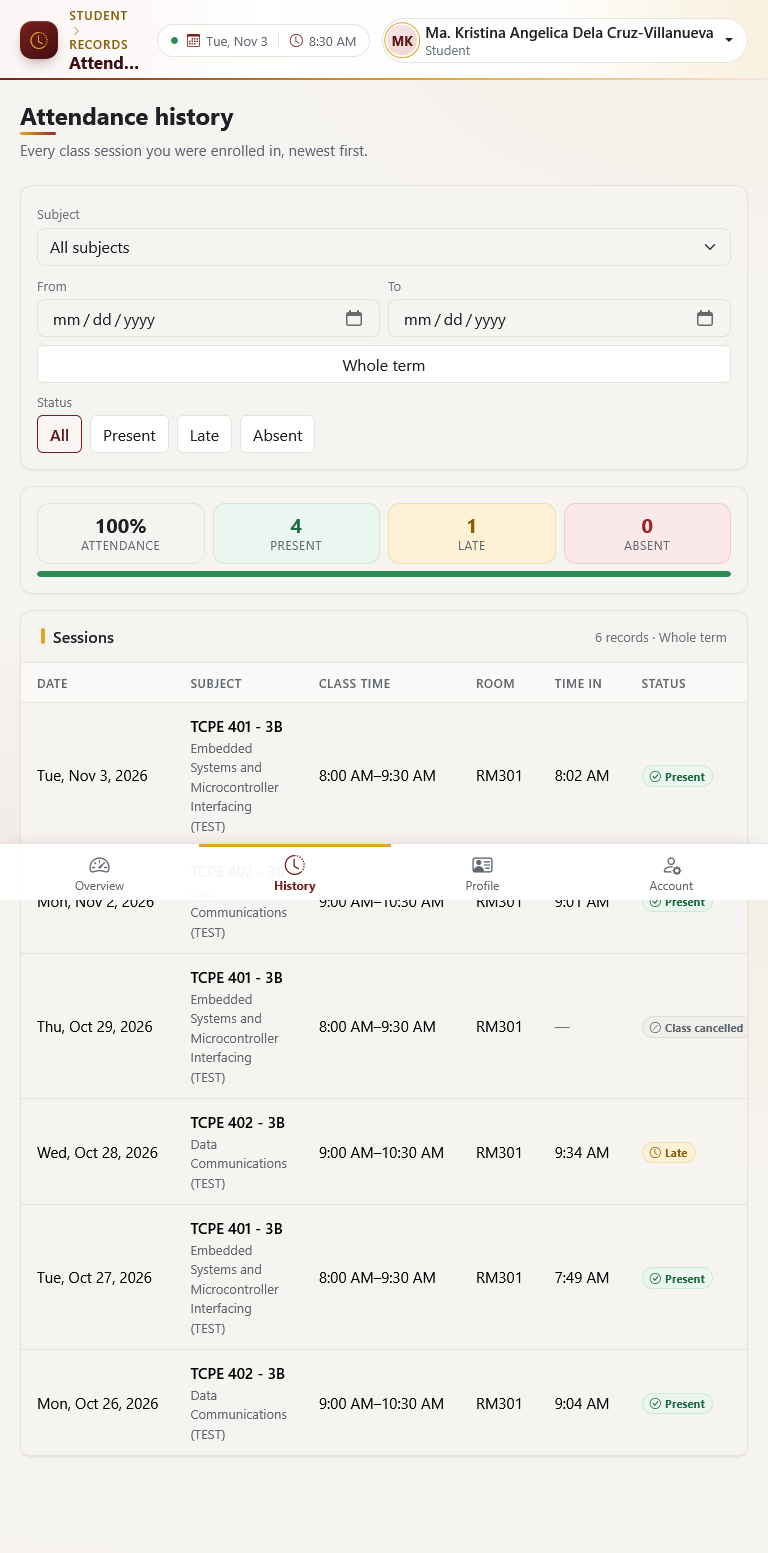 STUDENT
RECORDS
Attend...
Tue, Nov 3
8:30 AM
MK
Ma. Kristina Angelica Dela Cruz-Villanueva
Student
Attendance history
Every class session you were enrolled in, newest first.
Subject
All subjects
From
To
mm/dd/yyyy
mm/dd/yyyy
Whole term
Status
All
Present
Late
Absent
100%
ATTENDANCE
4
PRESENT
1
LATE
0
ABSENT
Sessions
6 records · Whole term
DATE SUBJECT CLASS TIME ROOM TIME IN STATUS
TCPE 401 - 3B
Embedded
Systems and
Microcontroller
Interfacing
(TEST)
Tue, Nov 3, 2026
8:00 AM–9:30 AM
RM301
8:02 AM
Present
TCPE 402 - 3B
Data
Overview
History
Profile
Account
Mon, Nov 2, 2026
Communications
(TEST)
9:00 AM–10:30 AM
RM301
9:01 AM
Present
TCPE 401 - 3B
Embedded
Systems and
Microcontroller
Interfacing
(TEST)
Thu, Oct 29, 2026
8:00 AM–9:30 AM
RM301
—
Class cancelled
TCPE 402 - 3B
Data
Communications
(TEST)
Wed, Oct 28, 2026
9:00 AM–10:30 AM
RM301
9:34 AM
Late
TCPE 401 - 3B
Embedded
Systems and
Microcontroller
Interfacing
(TEST)
Tue, Oct 27, 2026
8:00 AM–9:30 AM
RM301
7:49 AM
Present
TCPE 402 - 3B
Data
Communications
(TEST)
Mon, Oct 26, 2026
9:00 AM–10:30 AM
RM301
9:04 AM
Present